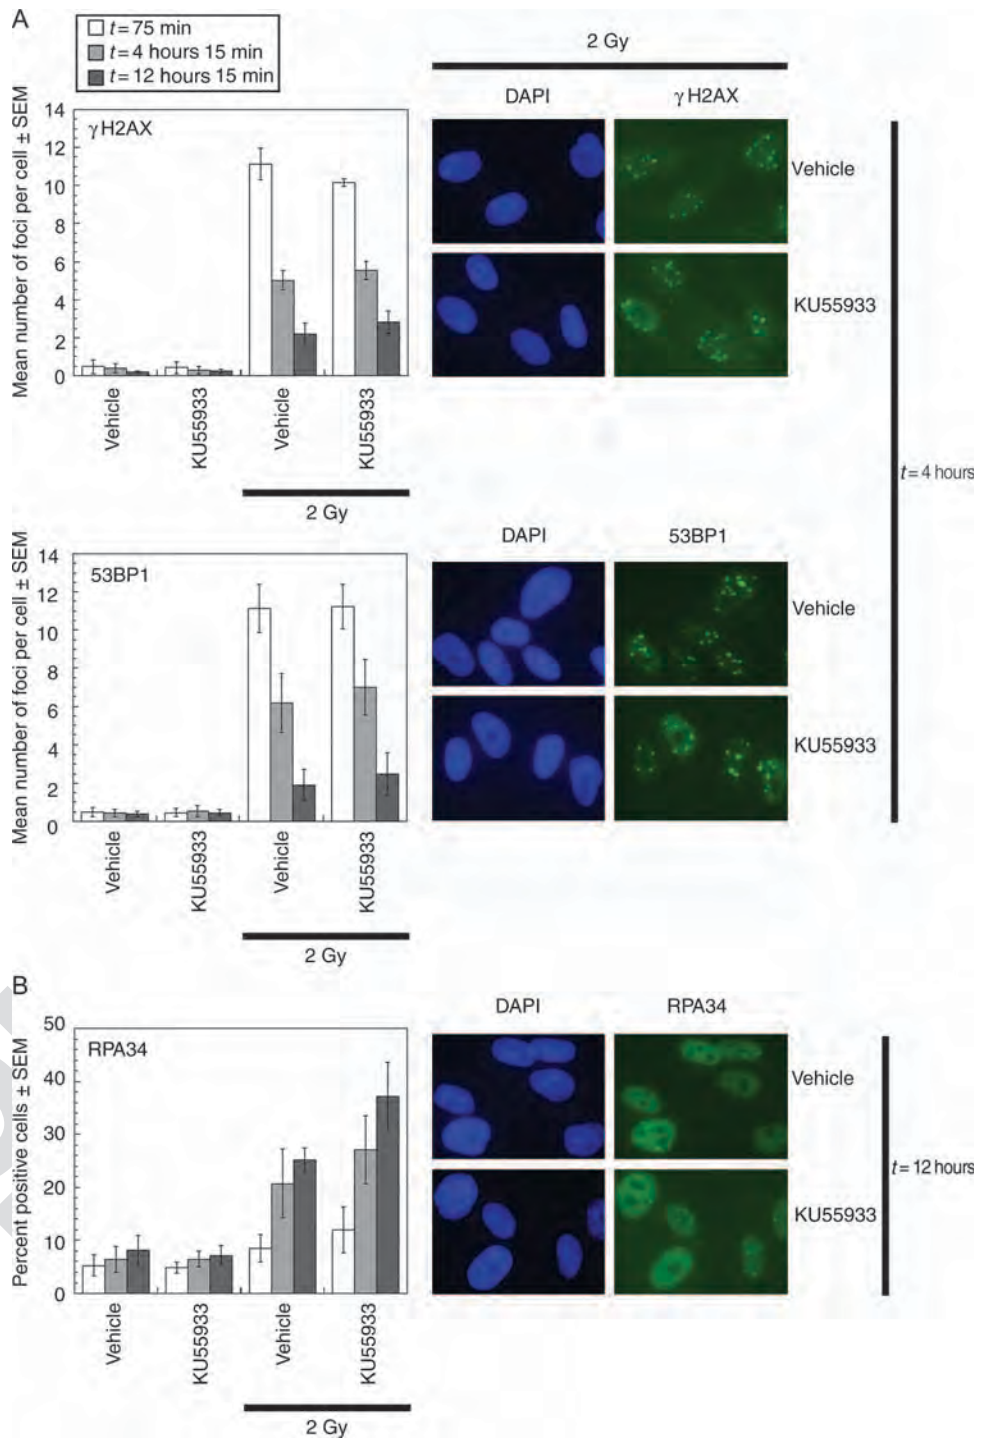 A
t = 75 min
t = 4 hours 15 min
t = 12 hours 15 min
Mean number of foci per cell ± SEM
14
12
10
8
6
4
2
0
γH2AX
Vehicle
KU55933
Vehicle
KU55933
2 Gy
2 Gy
DAPI
γH2AX
Vehicle
KU55933
t = 4 hours
Mean number of foci per cell ± SEM
14
12
10
8
6
4
2
0
53BP1
Vehicle
KU55933
Vehicle
KU55933
2 Gy
DAPI
53BP1
Vehicle
KU55933
B
Percent positive cells ± SEM
50
40
30
20
10
0
RPA34
Vehicle
KU55933
Vehicle
KU55933
2 Gy
DAPI
RPA34
Vehicle
KU55933
t = 12 hours